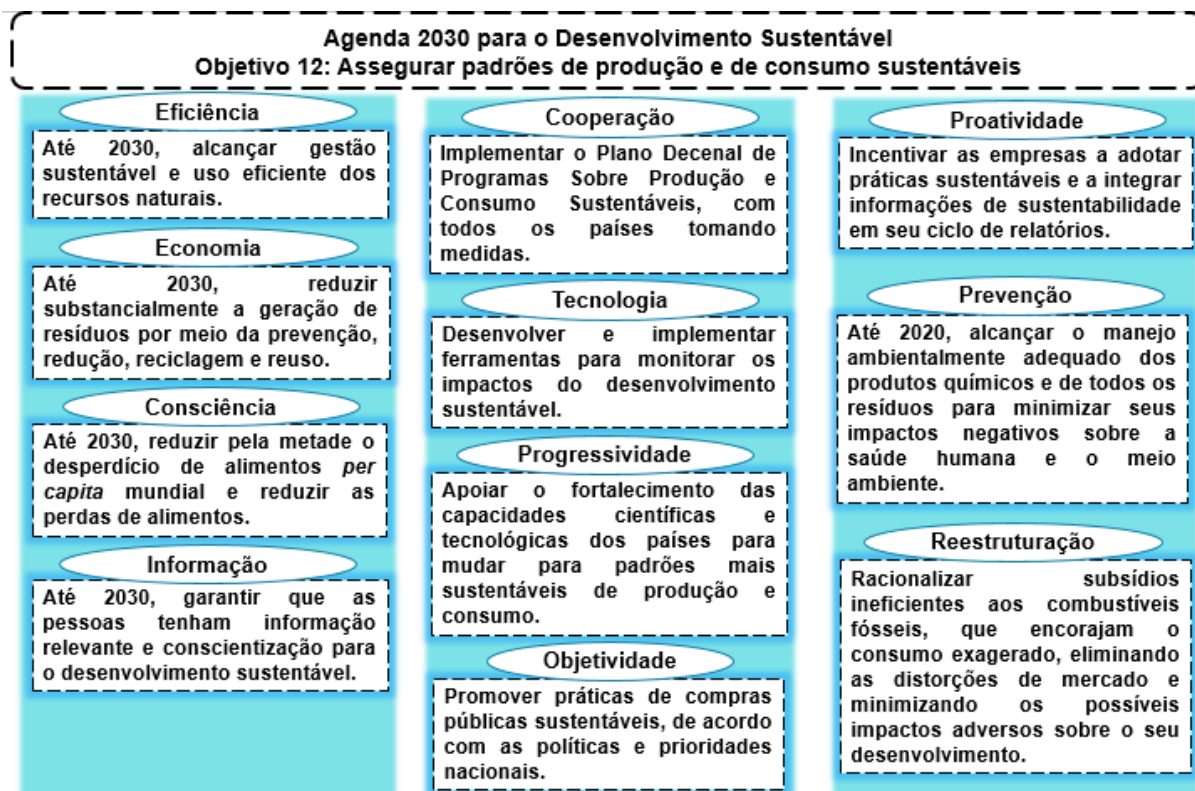 Agenda 2030 para o Desenvolvimento Sustentável
Objetivo 12: Assegurar padrões de produção e de consumo sustentáveis
Eficiência
Até 2030, alcançar gestão
sustentável e uso eficiente dos
recursos naturais.
Economia
Até 2030, reduzir
substancialmente a geração de
resíduos por meio da prevenção,
redução, reciclagem e reuso.
Consciência
Até 2030, reduzir pela metade o
desperdício de alimentos per
capita mundial e reduzir as
perdas de alimentos.
Informação
Até 2030, garantir que as
pessoas tenham informação
relevante e conscientização para
o desenvolvimento sustentável.
Cooperação
Implementar o Plano Decenal de
Programas Sobre Produção e
Consumo Sustentáveis, com
todos os países tomando
medidas.
Tecnologia
Desenvolver e implementar
ferramentas para monitorar os
impactos do desenvolvimento
sustentável.
Progressividade
Apoiar o fortalecimento das
capacidades científicas e
tecnológicas dos países para
mudar para padrões mais
sustentáveis de produção e
consumo.
Objetividade
Promover práticas de compras
públicas sustentáveis, de acordo
com as políticas e prioridades
nacionais.
Proatividade
Incentivar as empresas a adotar
práticas sustentáveis e a integrar
informações de sustentabilidade
em seu ciclo de relatórios.
Prevenção
Até 2020, alcançar o manejo
ambientalmente adequado dos
produtos químicos e de todos os
resíduos para minimizar seus
impactos negativos sobre a
saúde humana e o meio
ambiente.
Reestruturação
Racionalizar subsídios
ineficientes aos combustíveis
fósseis, que encorajam o
consumo exagerado, eliminando
as distorções de mercado e
minimizando os possíveis
impactos adversos sobre o seu
desenvolvimento.